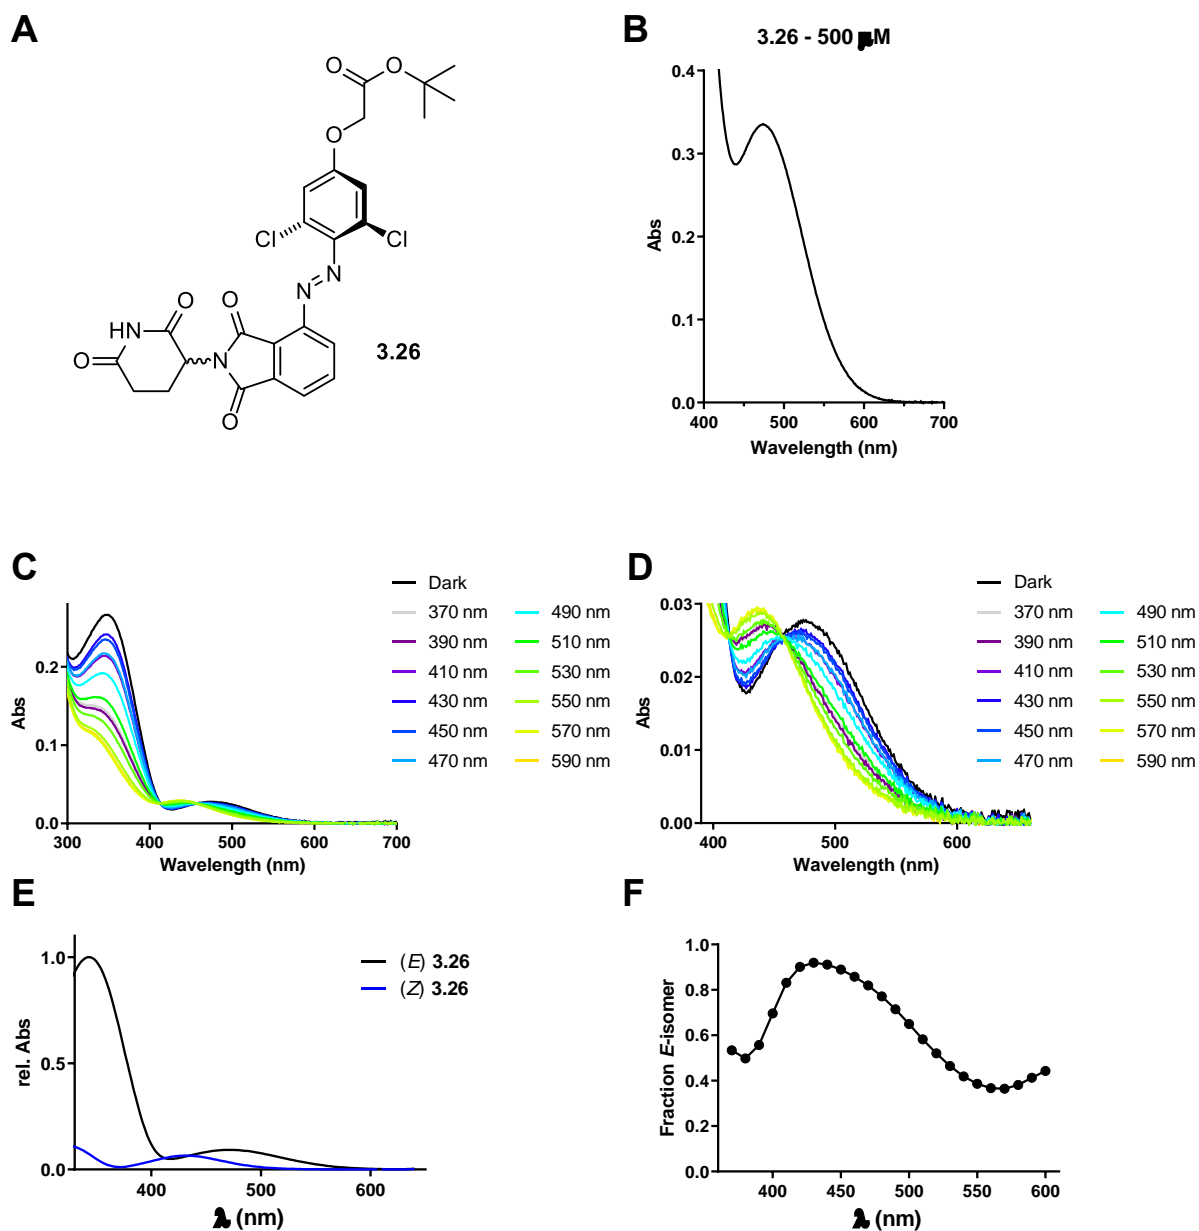 A
O
O
O
Cl
Cl
N
N
O
O
HN
O
N
O
3.26
B
3.26 - 500 µM
0.4
0.3
0.2
0.1
0.0
Abs
400 500 600 700
Wavelength (nm)
C
Dark
370 nm 490 nm
390 nm 510 nm
410 nm 530 nm
430 nm 550 nm
450 nm 570 nm
470 nm 590 nm
0.2
0.1
0.0
Abs
300 400 500 600 700
Wavelength (nm)
D
Dark
370 nm 490 nm
390 nm 510 nm
410 nm 530 nm
430 nm 550 nm
450 nm 570 nm
470 nm 590 nm
0.03
0.02
0.01
0.00
Abs
400 500 600
Wavelength (nm)
E
(E) 3.26
(Z) 3.26
1.0
0.5
0.0
rel. Abs
400 500 600
λ (nm)
F
1.0
0.8
0.6
0.4
0.2
0.0
Fraction E-isomer
400 450 500 550 600
λ (nm)